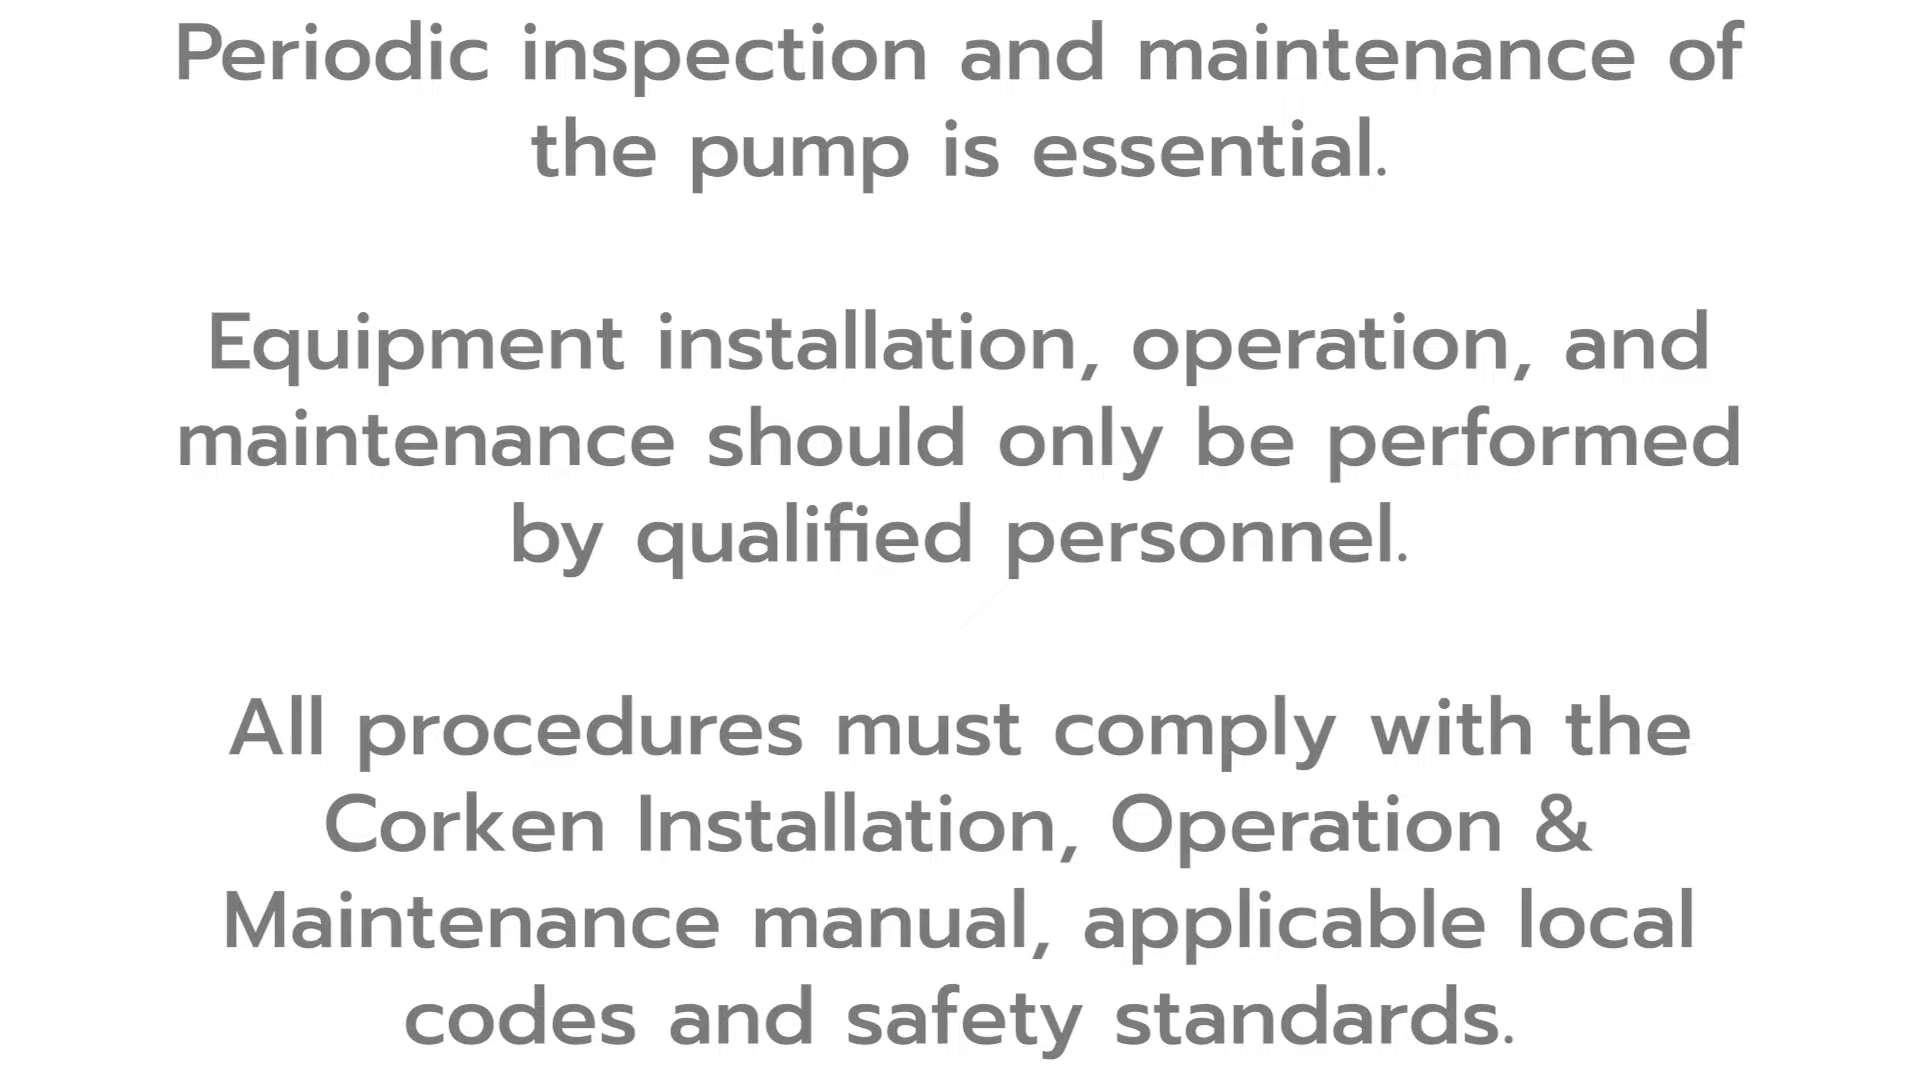 Periodic inspection and maintenance of
the pump is essential.
Equipment installation, operation, and
maintenance should only be performed
by qualified personnel.
All procedures must comply with the
Corken Installation, Operation &
Maintenance manual, applicable local
codes and safety standards.